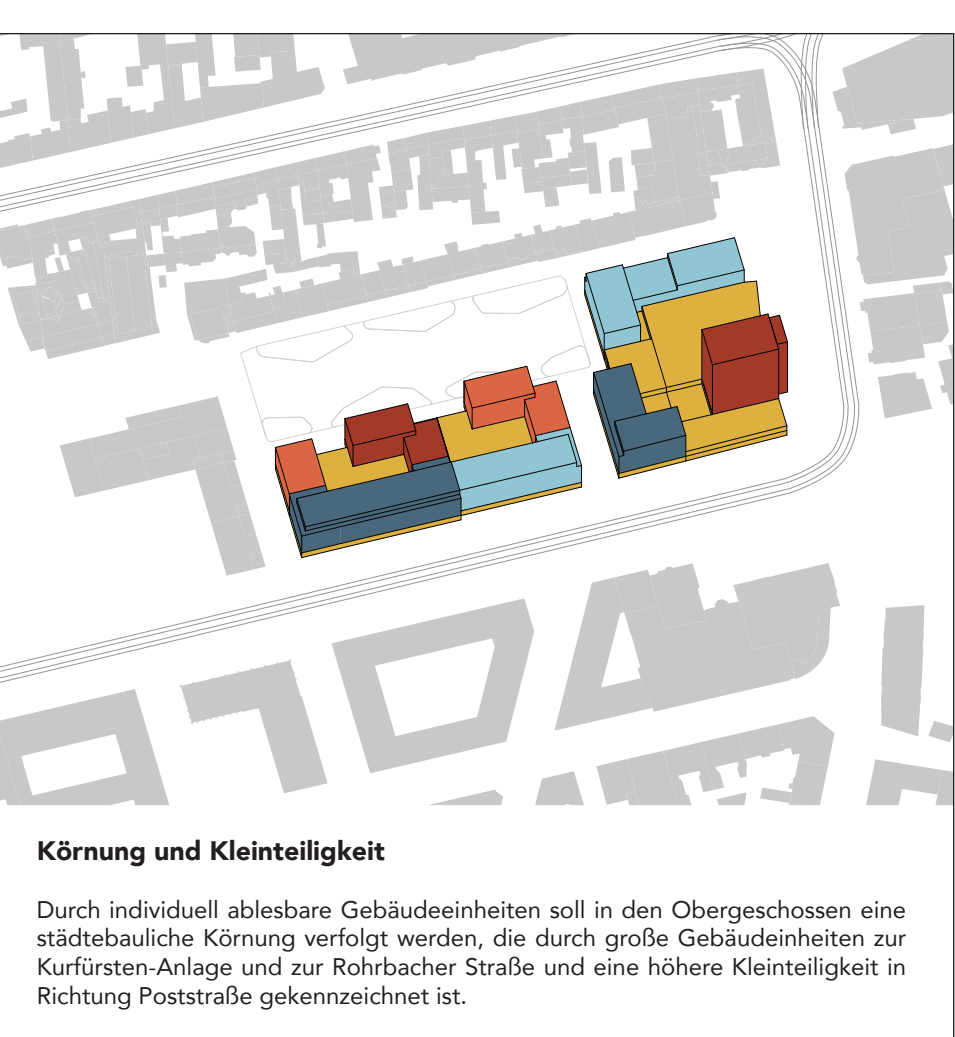 Körnung und Kleinteiligkeit
Durch individuell ablesbare Gebäudeeinheiten soll in den Obergeschossen eine
städtebauliche Körnung verfolgt werden, die durch große Gebäudeinheiten zur
Kurfürsten-Anlage und zur Rohrbacher Straße und eine höhere Kleinteiligkeit in
Richtung Poststraße gekennzeichnet ist.